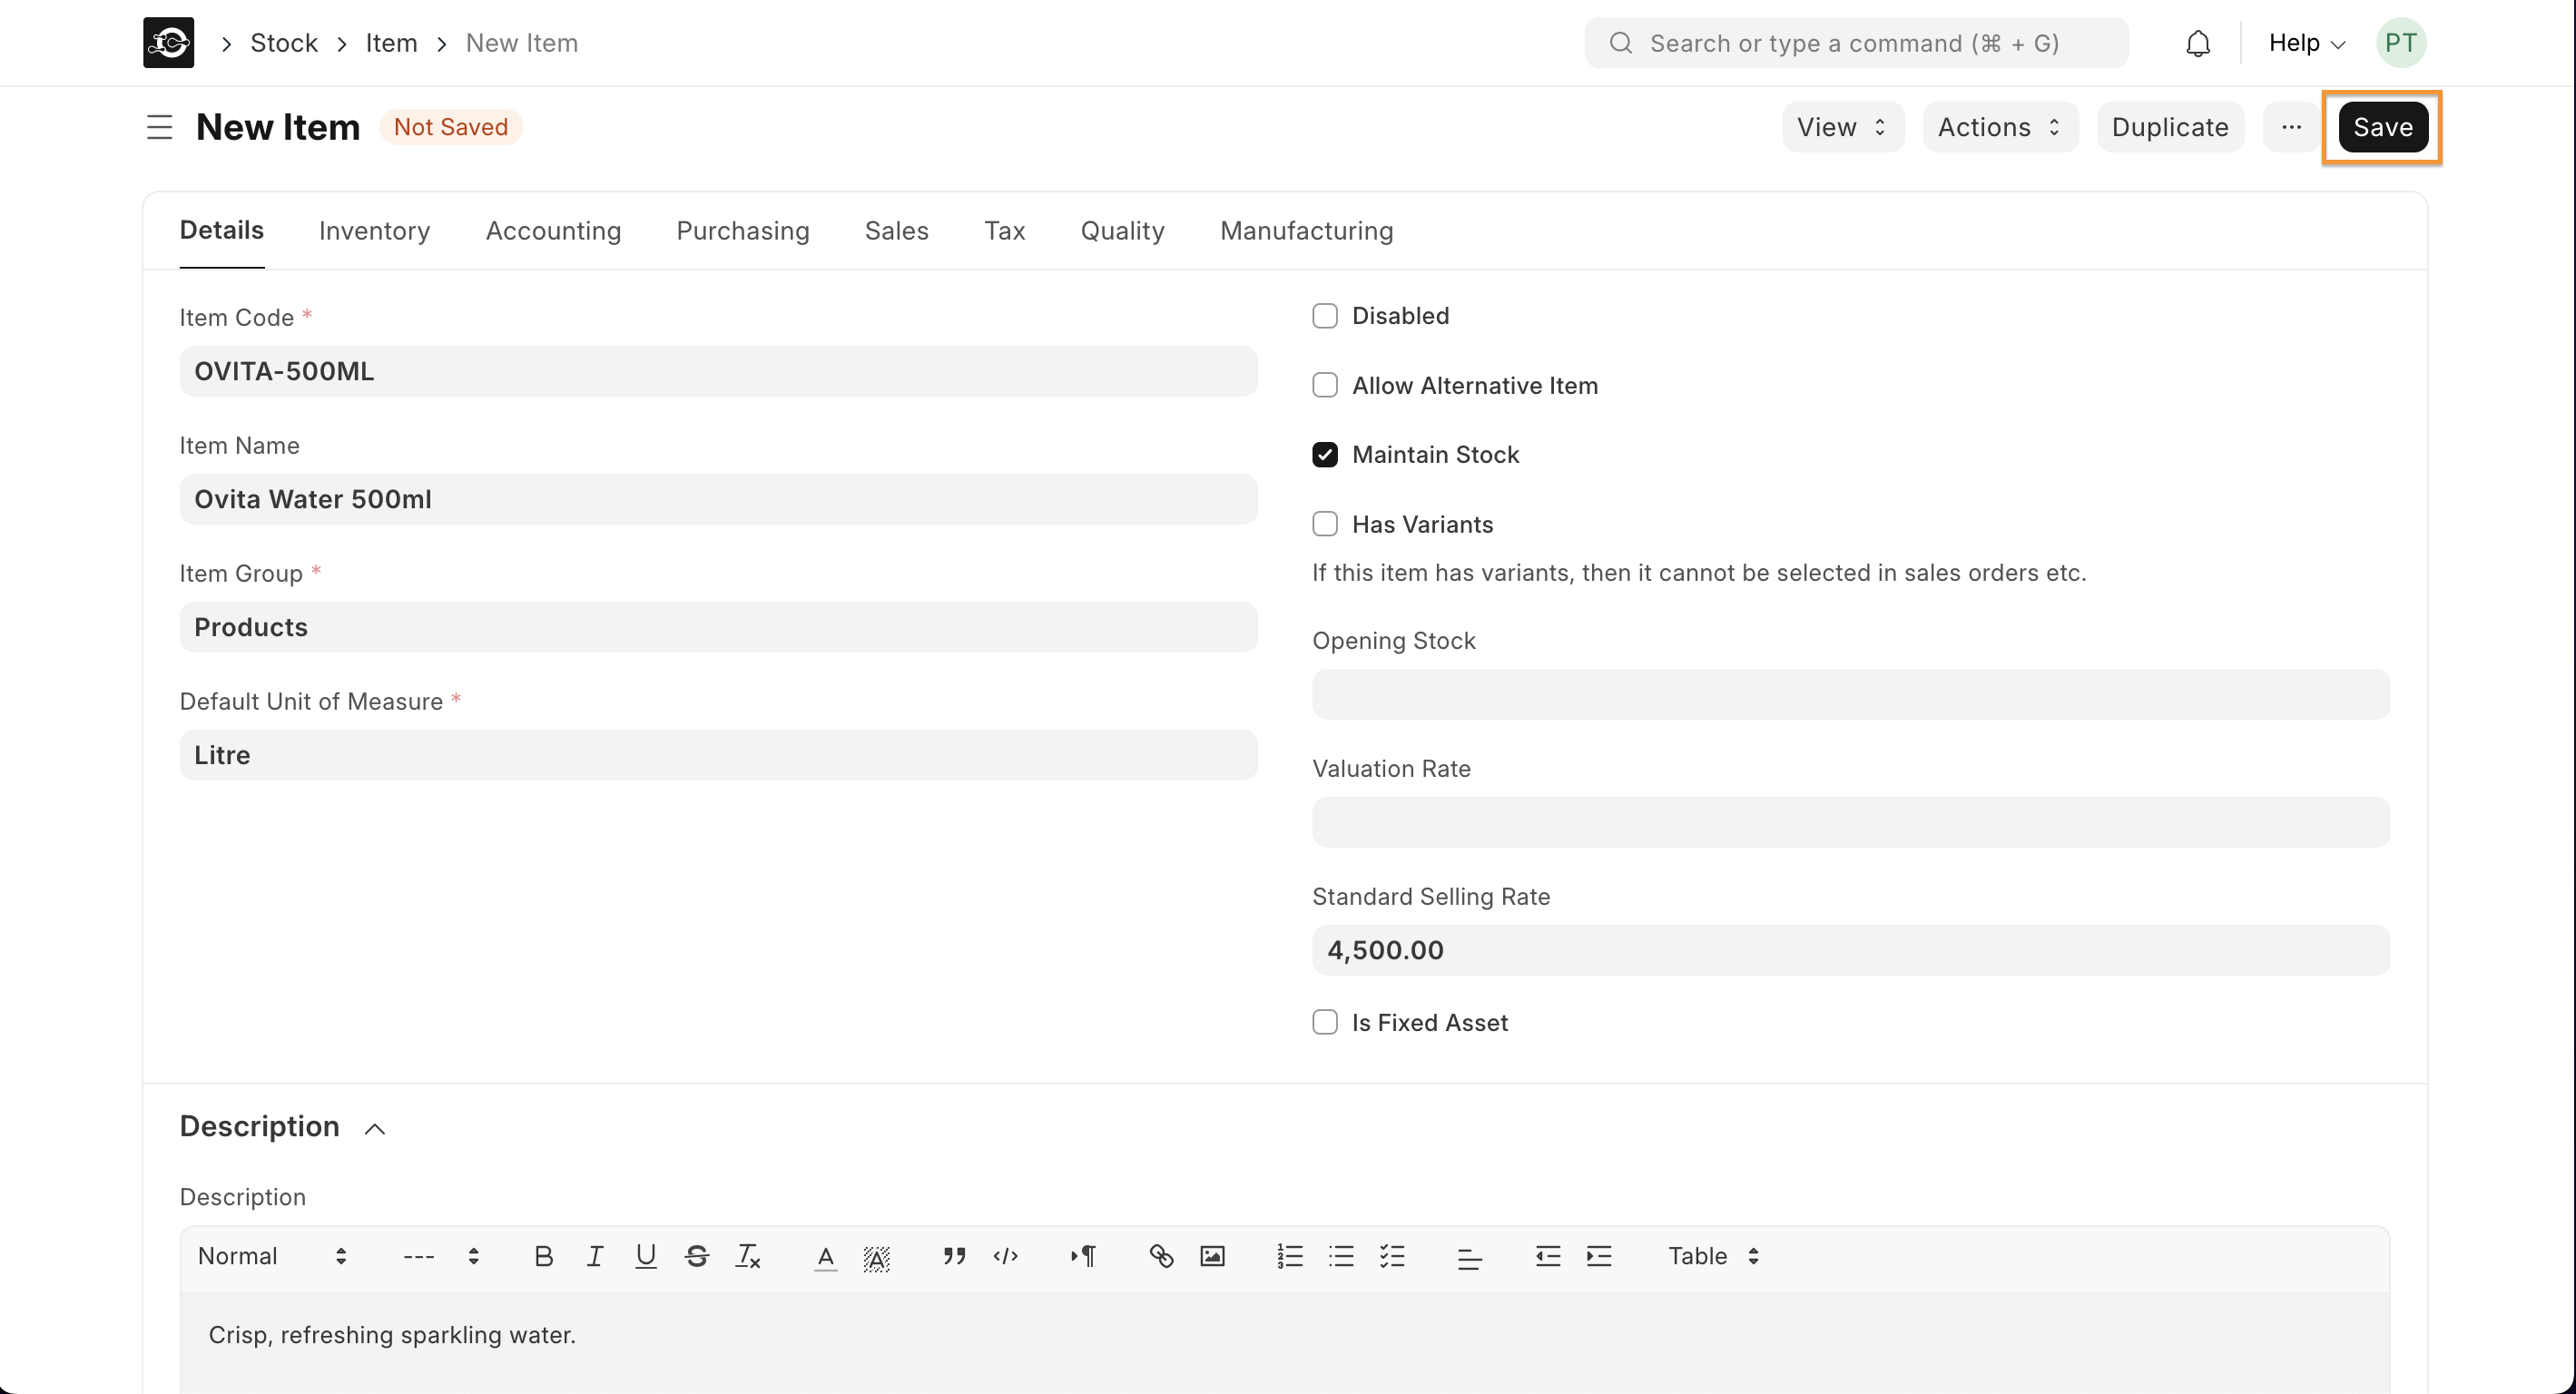 Stock > Item > New Item
Search or type a command (⌘ + G)
Help
PT
New Item
Not Saved
View
Actions
Duplicate
···
Save
Details
Inventory
Accounting
Purchasing
Sales
Tax
Quality
Manufacturing
Item Code *
OVITA-500ML
Item Name
Ovita Water 500ml
Item Group *
Products
Default Unit of Measure *
Litre
Disabled
Allow Alternative Item
Maintain Stock
Has Variants
If this item has variants, then it cannot be selected in sales orders etc.
Opening Stock
Valuation Rate
Standard Selling Rate
4,500.00
Is Fixed Asset
Description
Description
Normal
---
Table
Crisp, refreshing sparkling water.